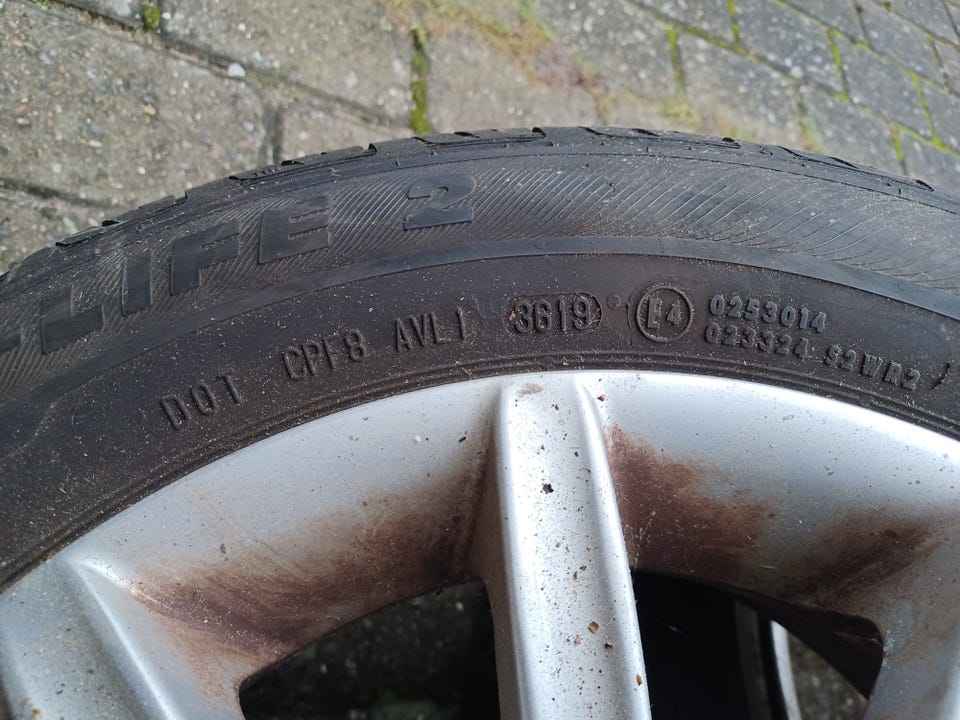 -LIFE 2
DOT CPF8 AVL1 3619 E4 0253014
023324 S2WR2